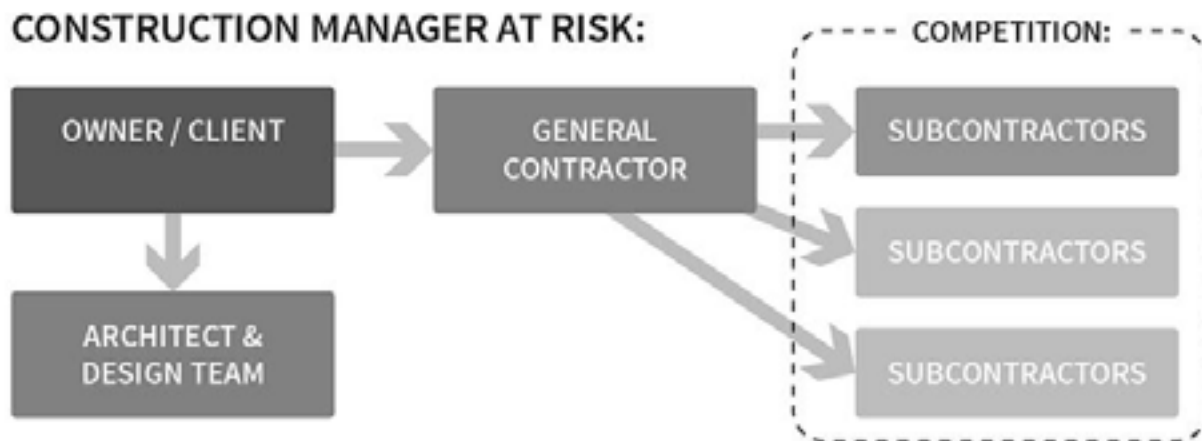 CONSTRUCTION MANAGER AT RISK:
COMPETITION:
OWNER / CLIENT
GENERAL
CONTRACTOR
SUBCONTRACTORS
SUBCONTRACTORS
ARCHITECT &
DESIGN TEAM
SUBCONTRACTORS